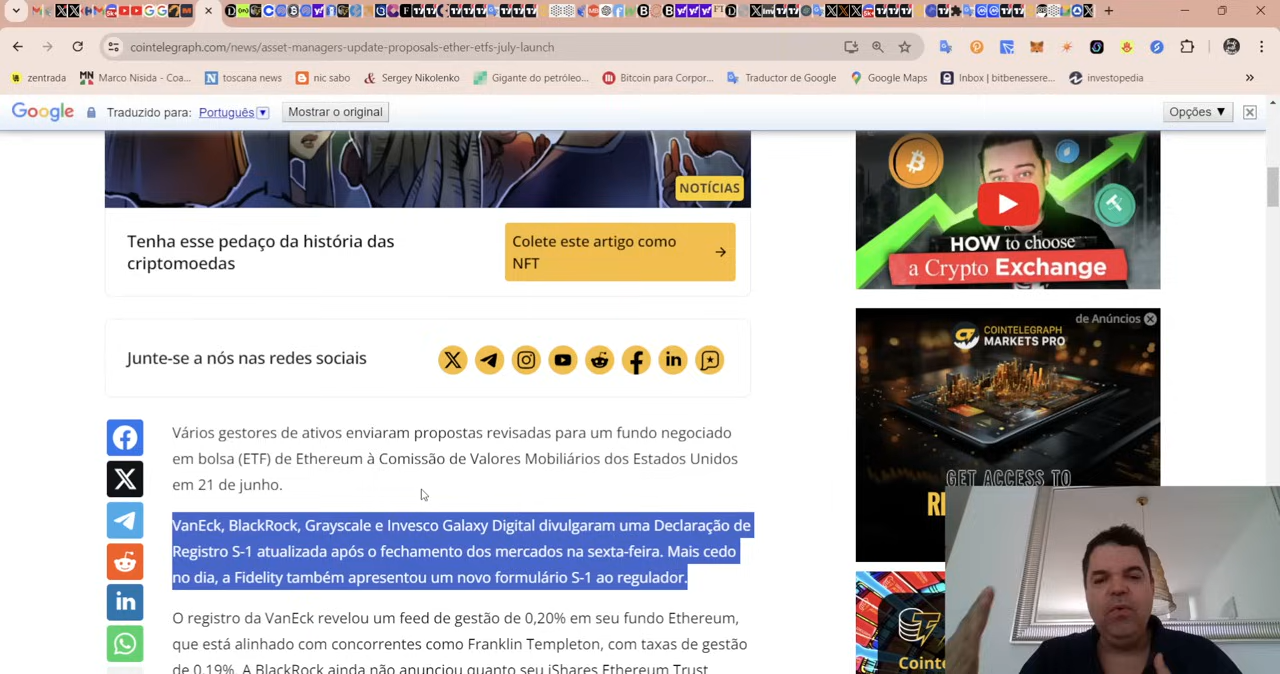 cointelegraph.com/news/asset-managers-update-proposals-ether-etfs-july-launch
zentrada
Marco Nisida - Coa...
toscana news
nic sabo
Sergey Nikolenko
Gigante do petróleo...
Bitcoin para Corpor...
Traductor de Google
Google Maps
Inbox | bitbenessere...
investopedia
»
Google
Traduzido para: Português
Mostrar o original
Opções ▼
NOTÍCIAS
Tenha esse pedaço da história das
criptomoedas
Colete este artigo como
NFT
Junte-se a nós nas redes sociais
Vários gestores de ativos enviaram propostas revisadas para um fundo negociado
em bolsa (ETF) de Ethereum à Comissão de Valores Mobiliários dos Estados Unidos
em 21 de junho.
VanEck, BlackRock, Grayscale e Invesco Galaxy Digital divulgaram uma Declaração de
Registro S-1 atualizada após o fechamento dos mercados na sexta-feira. Mais cedo
no dia, a Fidelity também apresentou um novo formulário S-1 ao regulador.
O registro da VanEck revelou um feed de gestão de 0,20% em seu fundo Ethereum,
que está alinhado com concorrentes como Franklin Templeton, com taxas de gestão
de 0,19%. A BlackRock ainda não anunciou quanto seu iShares Ethereum Trust
HOW to choose
a Crypto Exchange
de Anúncios
COINTELEGRAPH
MARKETS PRO
GET ACCESS TO